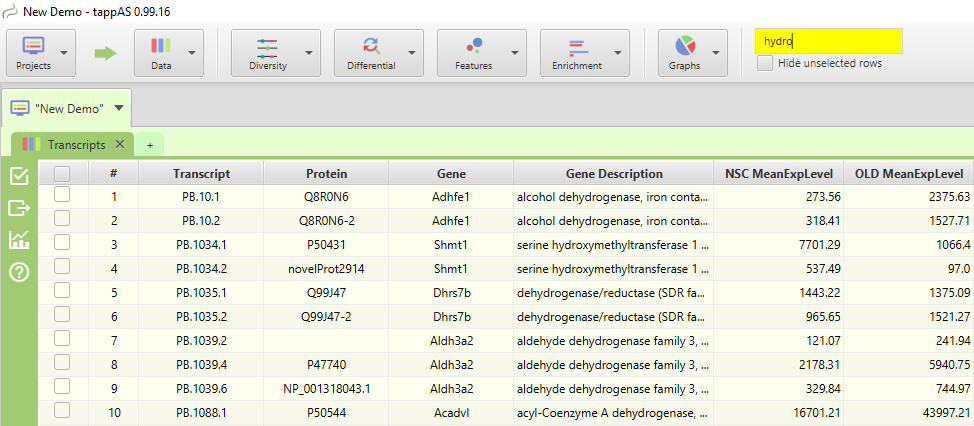 New Demo - tappAS 0.99.16
Projects Data Diversity Differential Features Enrichment Graphs hydro
Hide unselected rows
"New Demo"
Transcripts × +
# Transcript Protein Gene Gene Description NSC MeanExpLevel OLD MeanExpLevel
1 PB.10.1 Q8R0N6 Adhfe1 alcohol dehydrogenase, iron conta... 273.56 2375.63
2 PB.10.2 Q8R0N6-2 Adhfe1 alcohol dehydrogenase, iron conta... 318.41 1527.71
3 PB.1034.1 P50431 Shmt1 serine hydroxymethyltransferase 1 ... 7701.29 1066.4
4 PB.1034.2 novelProt2914 Shmt1 serine hydroxymethyltransferase 1 ... 537.49 97.0
5 PB.1035.1 Q99J47 Dhrs7b dehydrogenase/reductase (SDR fa... 1443.22 1375.09
6 PB.1035.2 Q99J47-2 Dhrs7b dehydrogenase/reductase (SDR fa... 965.65 1521.27
7 PB.1039.2 Aldh3a2 aldehyde dehydrogenase family 3, ... 121.07 241.94
8 PB.1039.4 P47740 Aldh3a2 aldehyde dehydrogenase family 3, ... 2178.31 5940.75
9 PB.1039.6 NP_001318043.1 Aldh3a2 aldehyde dehydrogenase family 3, ... 329.84 744.97
10 PB.1088.1 P50544 Acadvl acyl-Coenzyme A dehydrogenase, ... 16701.21 43997.21